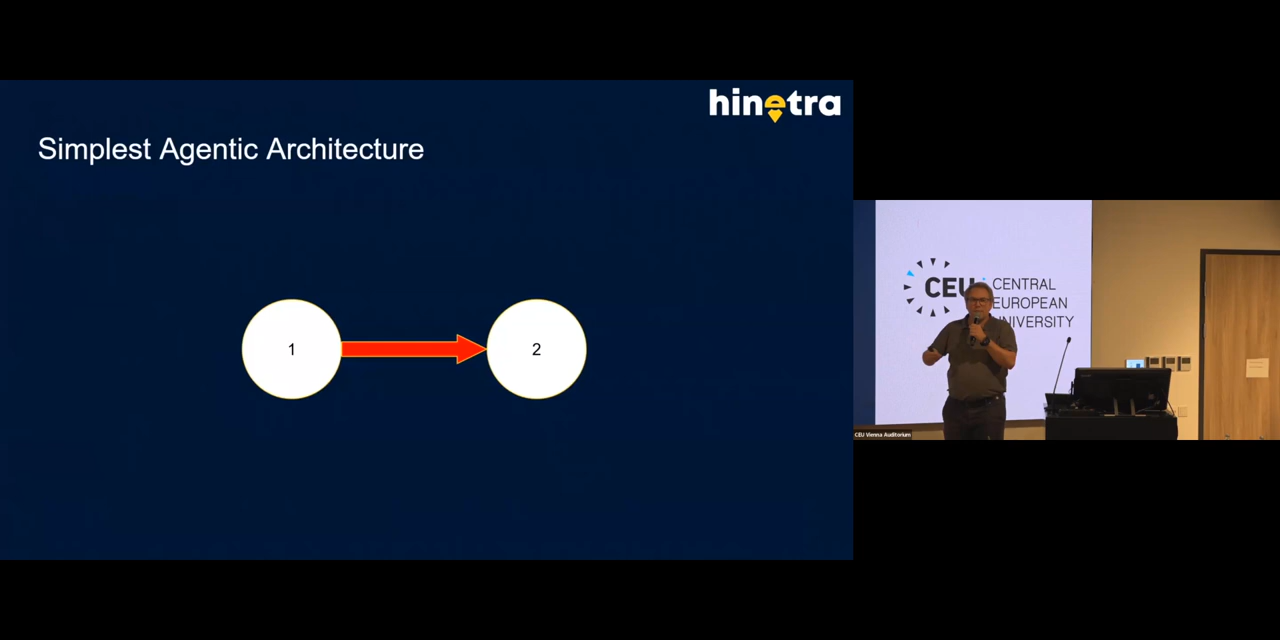 hinetra
Simplest Agentic Architecture
1
2
CEU
CENTRAL
EUROPEAN
UNIVERSITY
CEU Vienna Auditorium